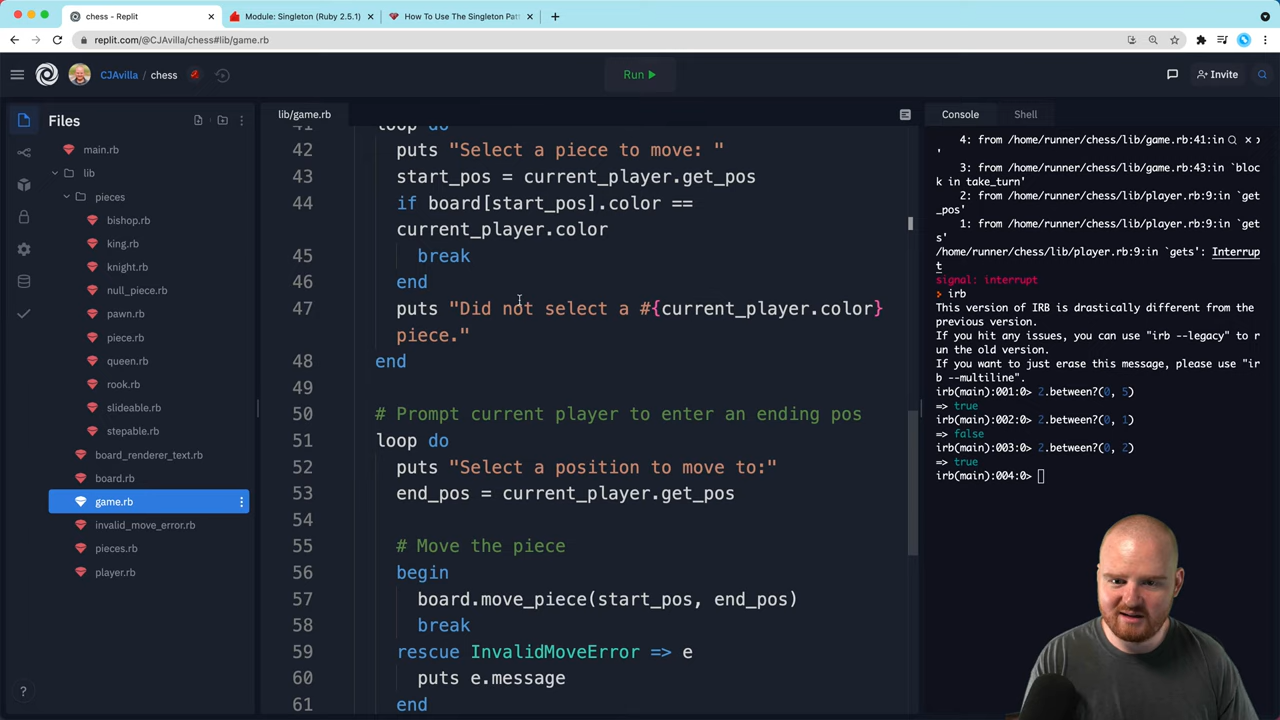 chess - Replit
Module: Singleton (Ruby 2.5.1)
How To Use The Singleton Pat
replit.com/@CJAvilla/chess#lib/game.rb
CJAvilla / chess
Run
Invite
Files
main.rb
lib
pieces
bishop.rb
king.rb
knight.rb
null_piece.rb
pawn.rb
piece.rb
queen.rb
rook.rb
slideable.rb
stepable.rb
board_renderer_text.rb
board.rb
game.rb
invalid_move_error.rb
pieces.rb
player.rb
?
lib/game.rb
41 loop do
42 puts "Select a piece to move: "
43 start_pos = current_player.get_pos
44 if board[start_pos].color ==
current_player.color
45 break
46 end
47 puts "Did not select a #{current_player.color}
piece."
48 end
49
50 # Prompt current player to enter an ending pos
51 loop do
52 puts "Select a position to move to:"
53 end_pos = current_player.get_pos
54
55 # Move the piece
56 begin
57 board.move_piece(start_pos, end_pos)
58 break
59 rescue InvalidMoveError => e
60 puts e.message
61 end
Console
Shell
4: from /home/runner/chess/lib/game.rb:41:in
'
3: from /home/runner/chess/lib/game.rb:43:in `bloc
k in take_turn'
2: from /home/runner/chess/lib/player.rb:9:in `get
_pos'
1: from /home/runner/chess/lib/player.rb:9:in `get
s'
/home/runner/chess/lib/player.rb:9:in `gets': Interrup
t
signal: interrupt
irb
This version of IRB is drastically different from the
previous version.
If you hit any issues, you can use "irb --legacy" to r
un the old version.
If you want to just erase this message, please use "ir
b --multiline".
irb(main):001:0> 2.between?(0, 5)
=> true
irb(main):002:0> 2.between?(0, 1)
=> false
irb(main):003:0> 2.between?(0, 2)
=> true
irb(main):004:0>